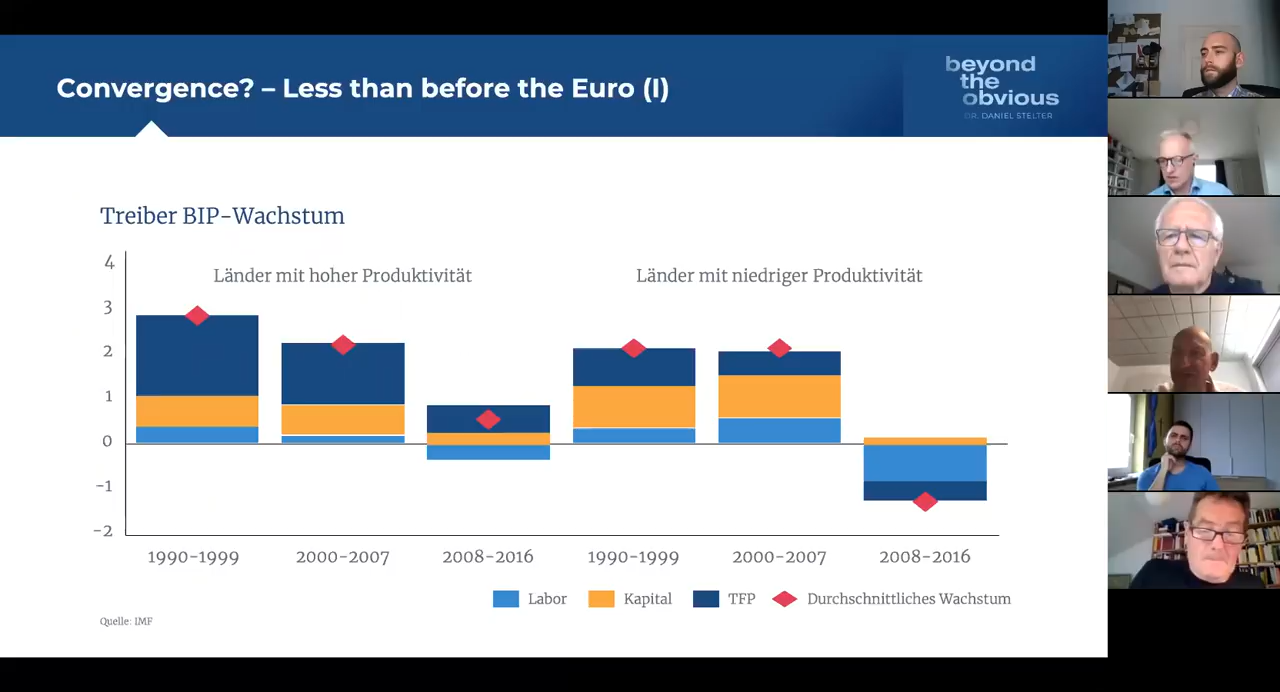 Convergence? – Less than before the Euro (I)
beyond
the
obvious
DR. DANIEL STELTER
Treiber BIP-Wachstum
Länder mit hoher Produktivität
Länder mit niedriger Produktivität
4
3
2
1
0
-1
-2
1990-1999
2000-2007
2008-2016
1990-1999
2000-2007
2008-2016
Labor
Kapital
TFP
Durchschnittliches Wachstum
Quelle: IMF